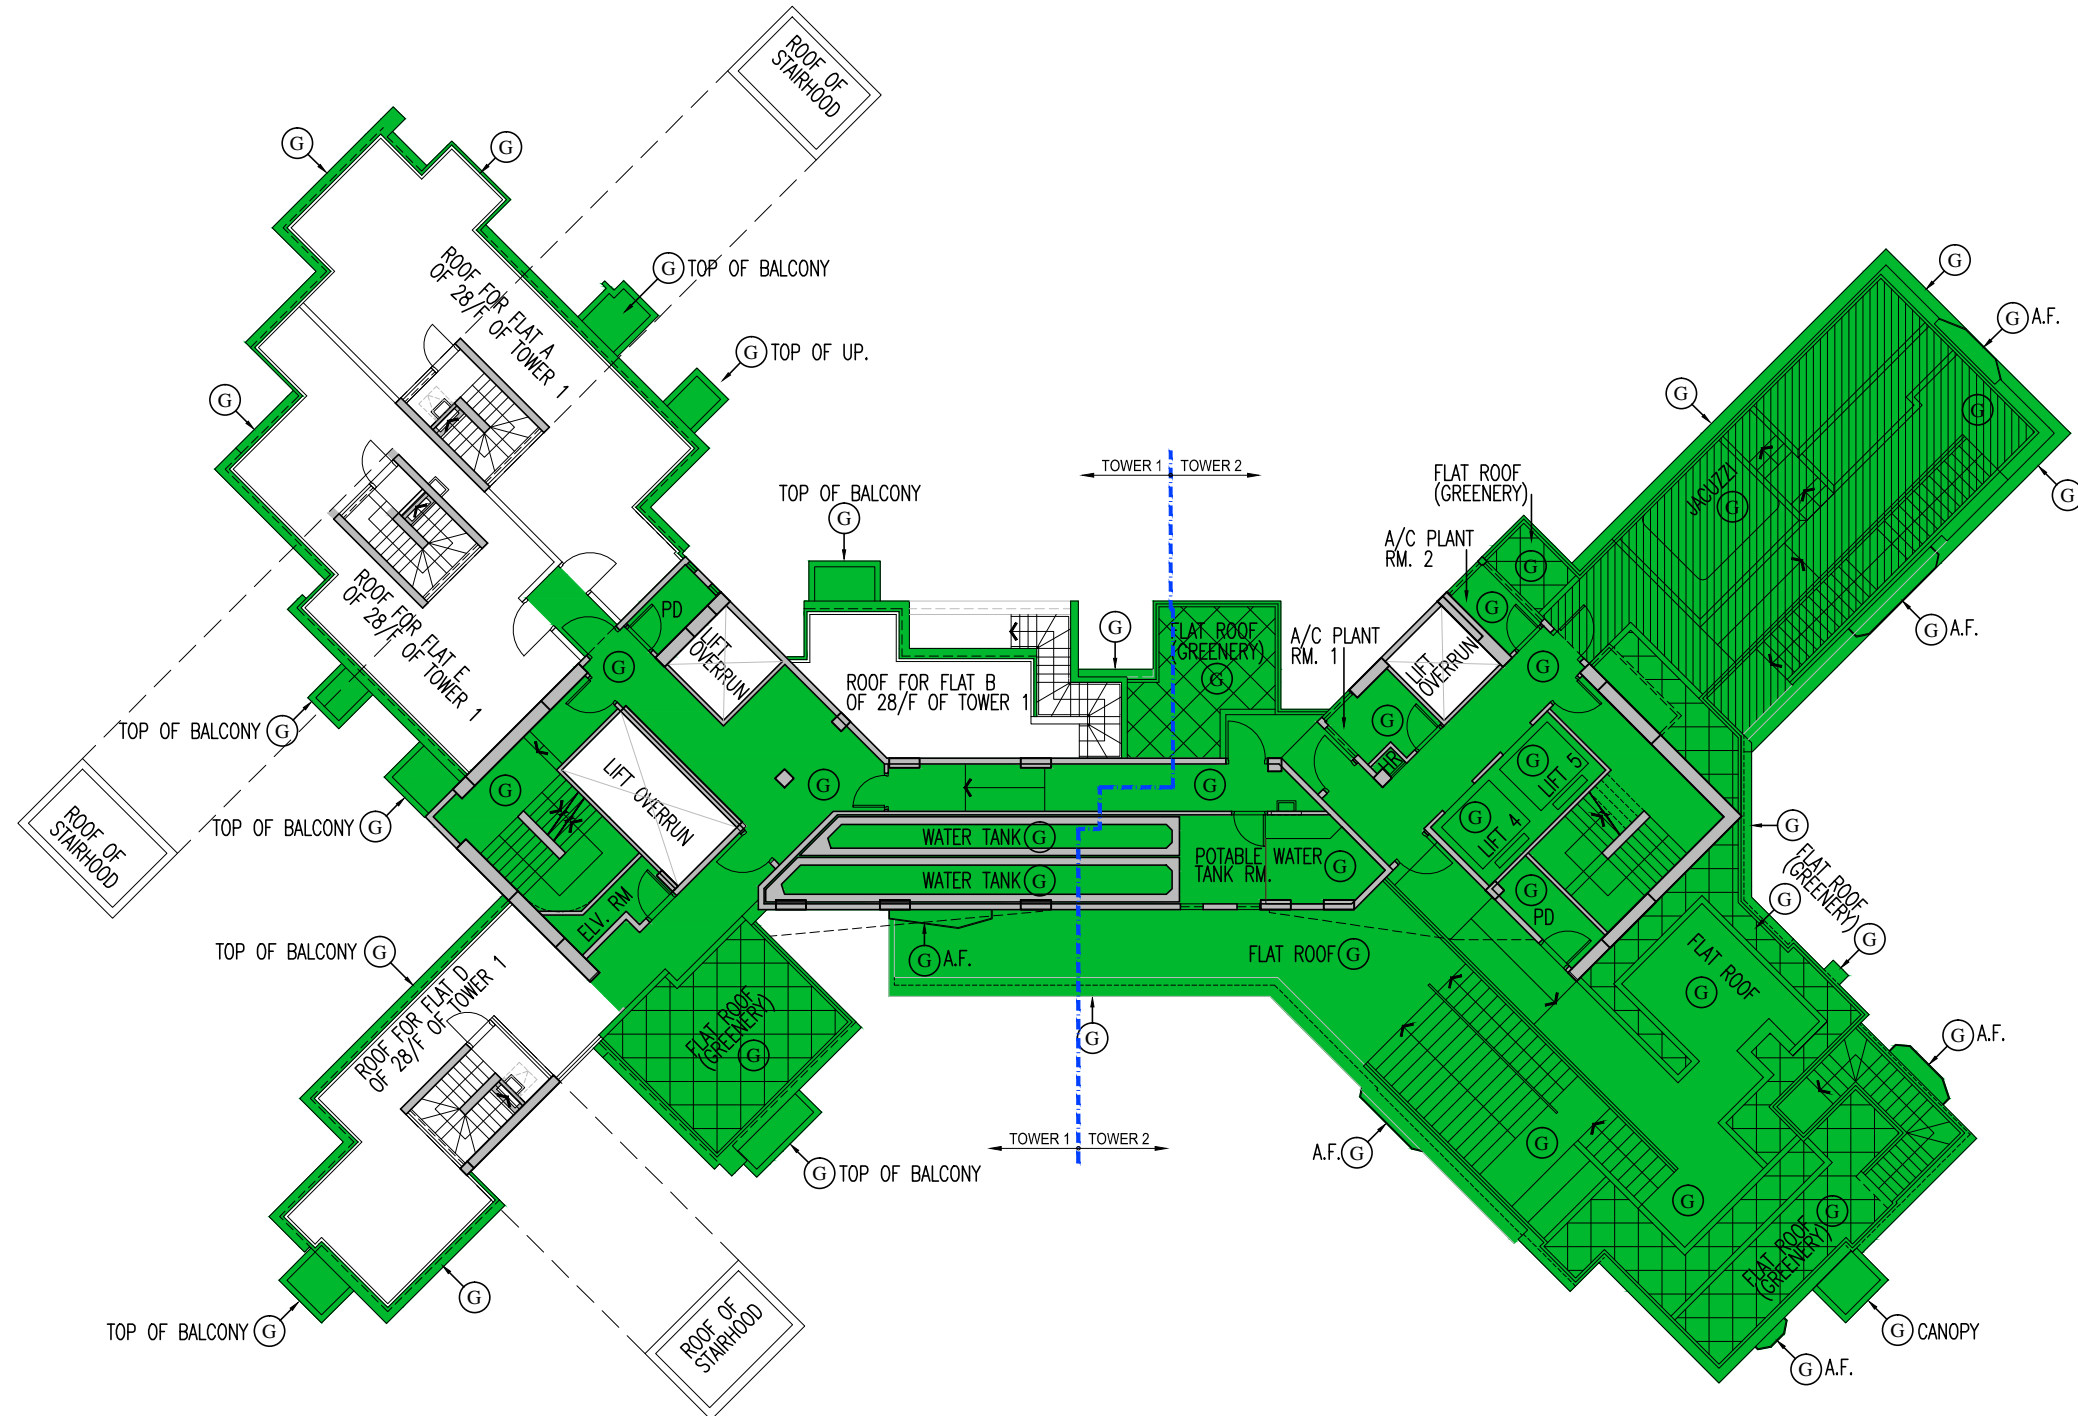 ROOF OF
STAIRHOOD
G
G
G
TOP OF BALCONY
G
G
A.F.
ROOF FOR FLAT A
OF 28/F. OF TOWER 1
G
TOP OF UP.
G
G
G
TOWER 1
TOWER 2
FLAT ROOF
(GREENERY)
JACUZZI
G
G
TOP OF BALCONY
G
A/C PLANT
RM. 2
G
G
ROOF FOR FLAT E
OF 28/F. OF TOWER 1
PD
LIFT
OVERRUN
G
G
FLAT ROOF
(GREENERY)
G
A/C PLANT
RM. 1
LIFT
OVERRUN
G
G
A.F.
ROOF FOR FLAT B
OF 28/F OF TOWER 1
G
HR
TOP OF BALCONY
G
G
LIFT OVERRUN
G
G
G
LIFT 5
G
LIFT 4
ROOF OF
STAIRHOOD
TOP OF BALCONY
G
WATER TANK
G
WATER TANK
G
POTABLE WATER
TANK RM.
G
G
PD
G
FLAT ROOF
(GREENERY)
G
G
ELV. RM
TOP OF BALCONY
G
G
A.F.
FLAT ROOF
G
FLAT ROOF
G
ROOF FOR FLAT D
OF 28/F OF TOWER 1
FLAT ROOF
(GREENERY)
G
G
G
A.F.
TOWER 1
TOWER 2
A.F.
G
G
G
TOP OF BALCONY
G
FLAT ROOF
(GREENERY)
G
G
TOP OF BALCONY
G
ROOF OF
STAIRHOOD
G
CANOPY
G
A.F.